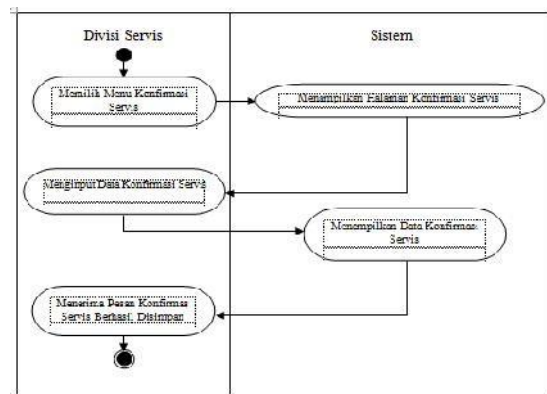 Divisi Servis
Sistem
Memilih Menu Konfirmasi
Servis
Menampilkan Halaman Konfirmasi Servis
Menginput Data Konfirmasi Servis
Menampilkan Data Konfirmasi
Servis
Menerima Pesan Konfirmasi
Servis Berhasil Disimpan